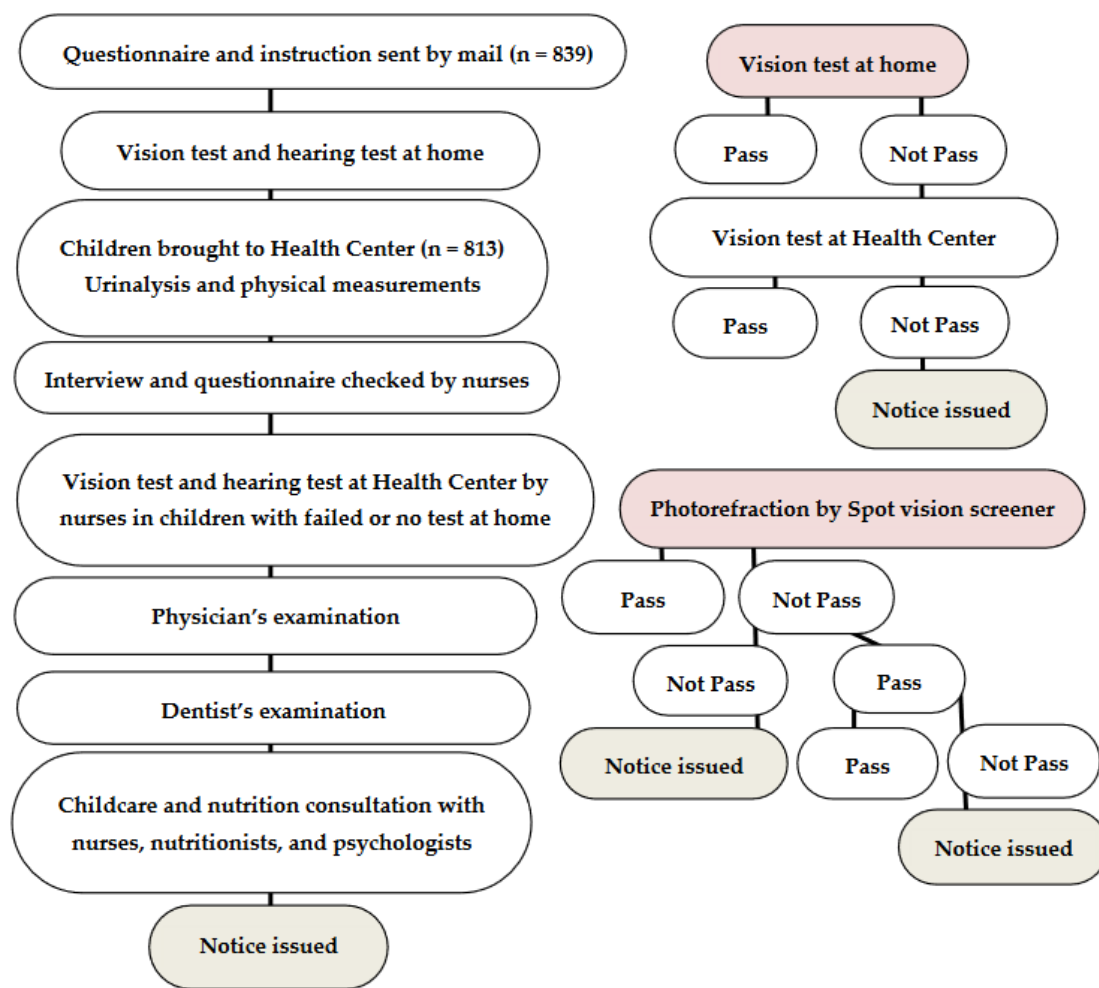 Questionnaire and instruction sent by mail (n = 839)
Vision test and hearing test at home
Children brought to Health Center (n = 813)
Urinalysis and physical measurements
Interview and questionnaire checked by nurses
Vision test and hearing test at Health Center by
nurses in children with failed or no test at home
Physician’s examination
Dentist’s examination
Childcare and nutrition consultation with
nurses, nutritionists, and psychologists
Notice issued
Vision test at home
Pass
Not Pass
Vision test at Health Center
Pass
Not Pass
Notice issued
Photorefraction by Spot vision screener
Pass
Not Pass
Not Pass
Pass
Notice issued
Pass
Not Pass
Notice issued